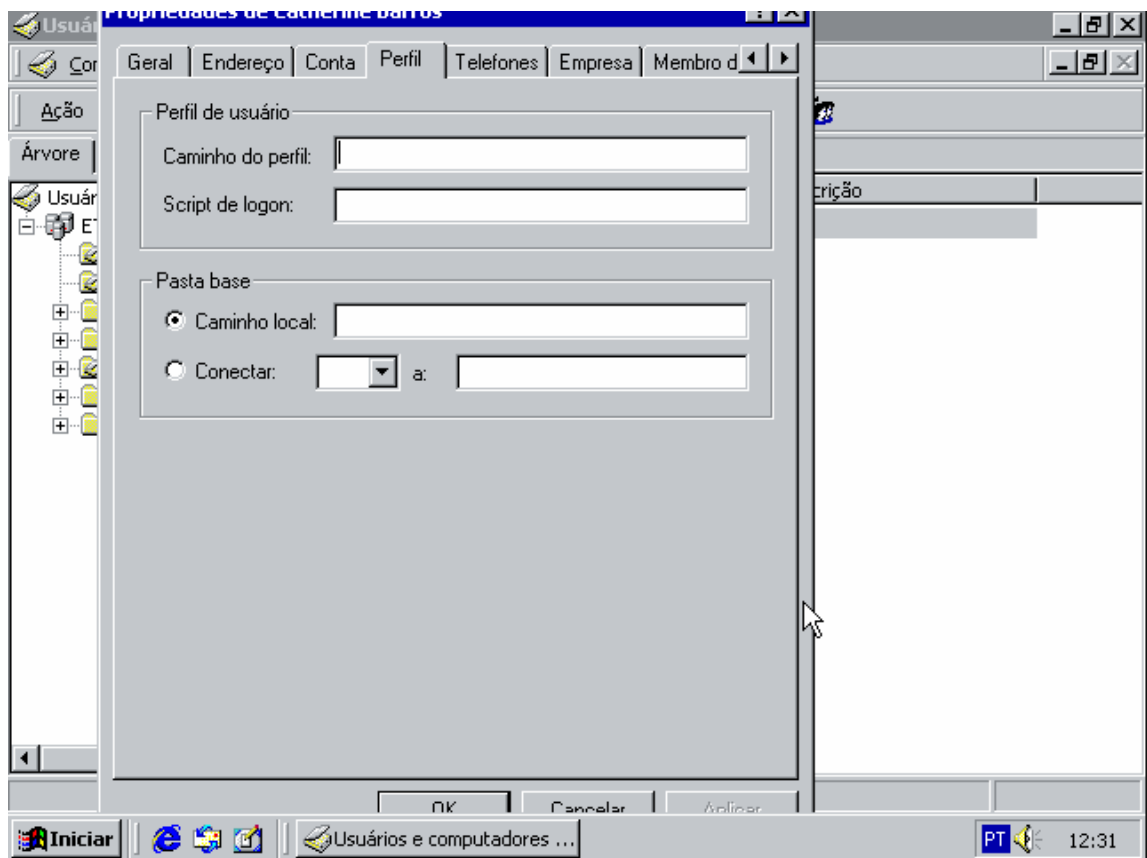 Propriedades de Catherine Barros
Usuár
Cor
Geral Endereço Conta Perfil Telefones Empresa Membro d
Ação
Perfil de usuário
Árvore
Caminho do perfil:
crição
Usuár
Script de logon:
ET
Pasta base
Caminho local:
Conectar: a:
OK Cancelar Aplicar
Iniciar Usuários e computadores ... PT 12:31